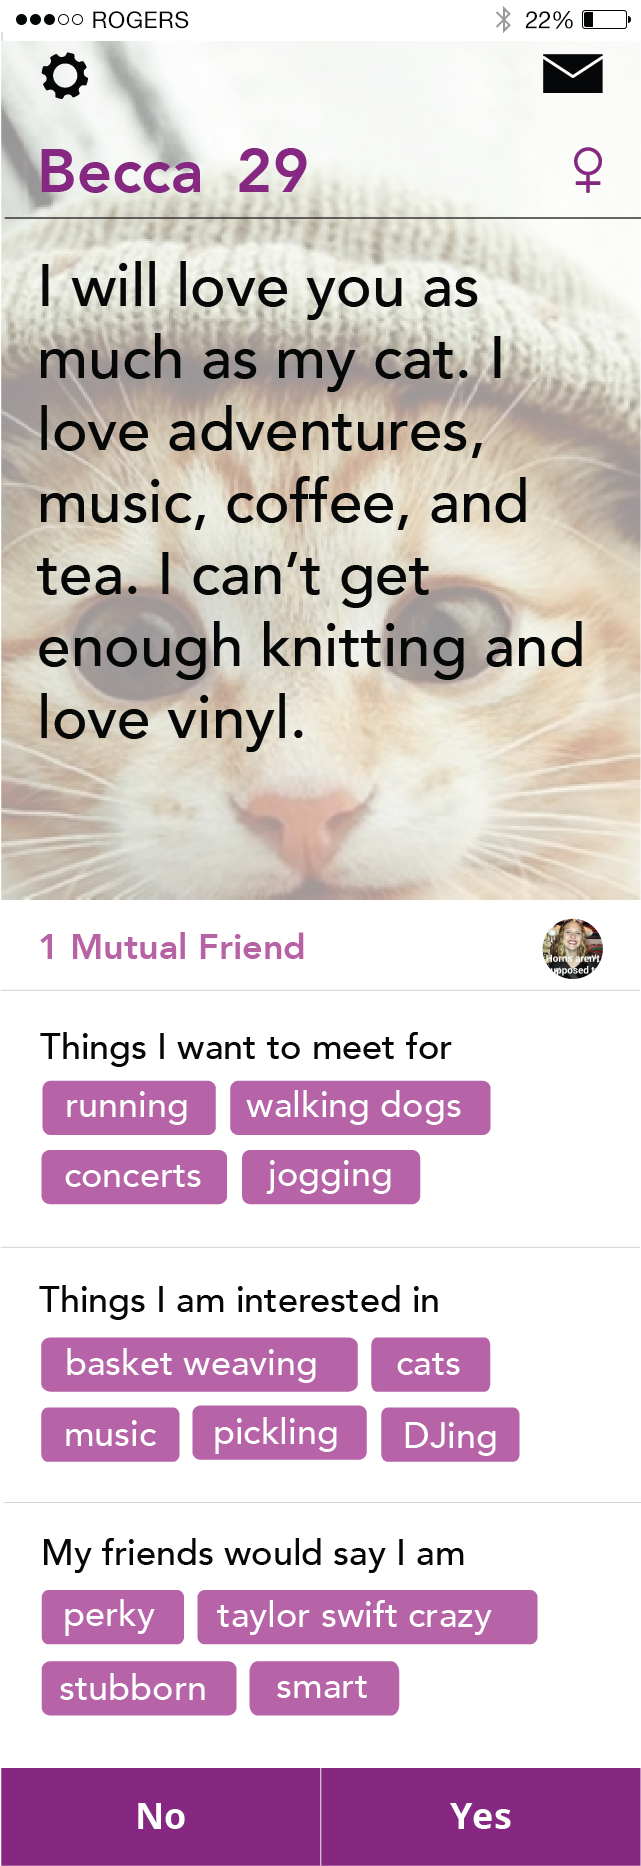 ROGERS 22%
Becca 29
I will love you as
much as my cat. I
love adventures,
music, coffee, and
tea. I can’t get
enough knitting and
love vinyl.
1 Mutual Friend
Horns aren't
upposed t
Things I want to meet for
running walking dogs
concerts jogging
Things I am interested in
basket weaving cats
music pickling DJing
My friends would say I am
perky taylor swift crazy
stubborn smart
No Yes